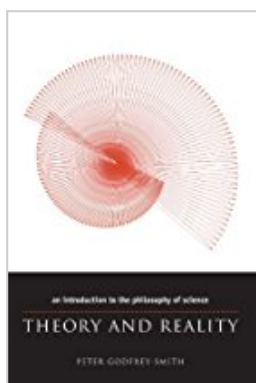 an introduction to the philosophy of science
THEORY AND REALITY
PETER GODFREY-SMITH